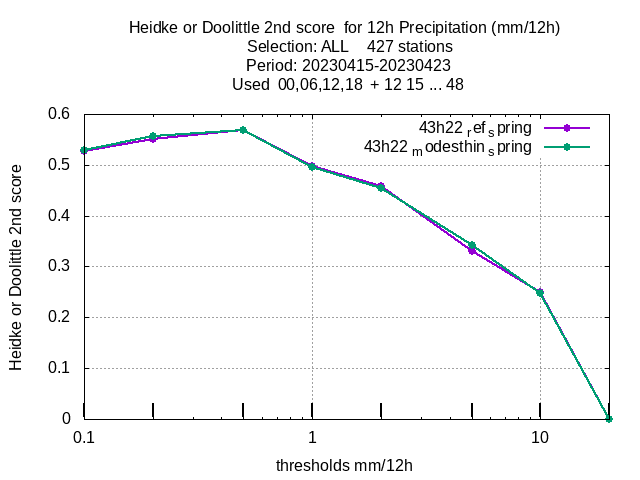 Heidke or Doolittle 2nd score  for 12h Precipitation (mm/12h)
Selection: ALL    427 stations
Period: 20230415-20230423
Used  00,06,12,18  + 12 15 ... 48
43h22 ref spring
43h22 modesthin spring
Heidke or Doolittle 2nd score
0.6
0.5
0.4
0.3
0.2
0.1
0
0.1
1
10
thresholds mm/12h